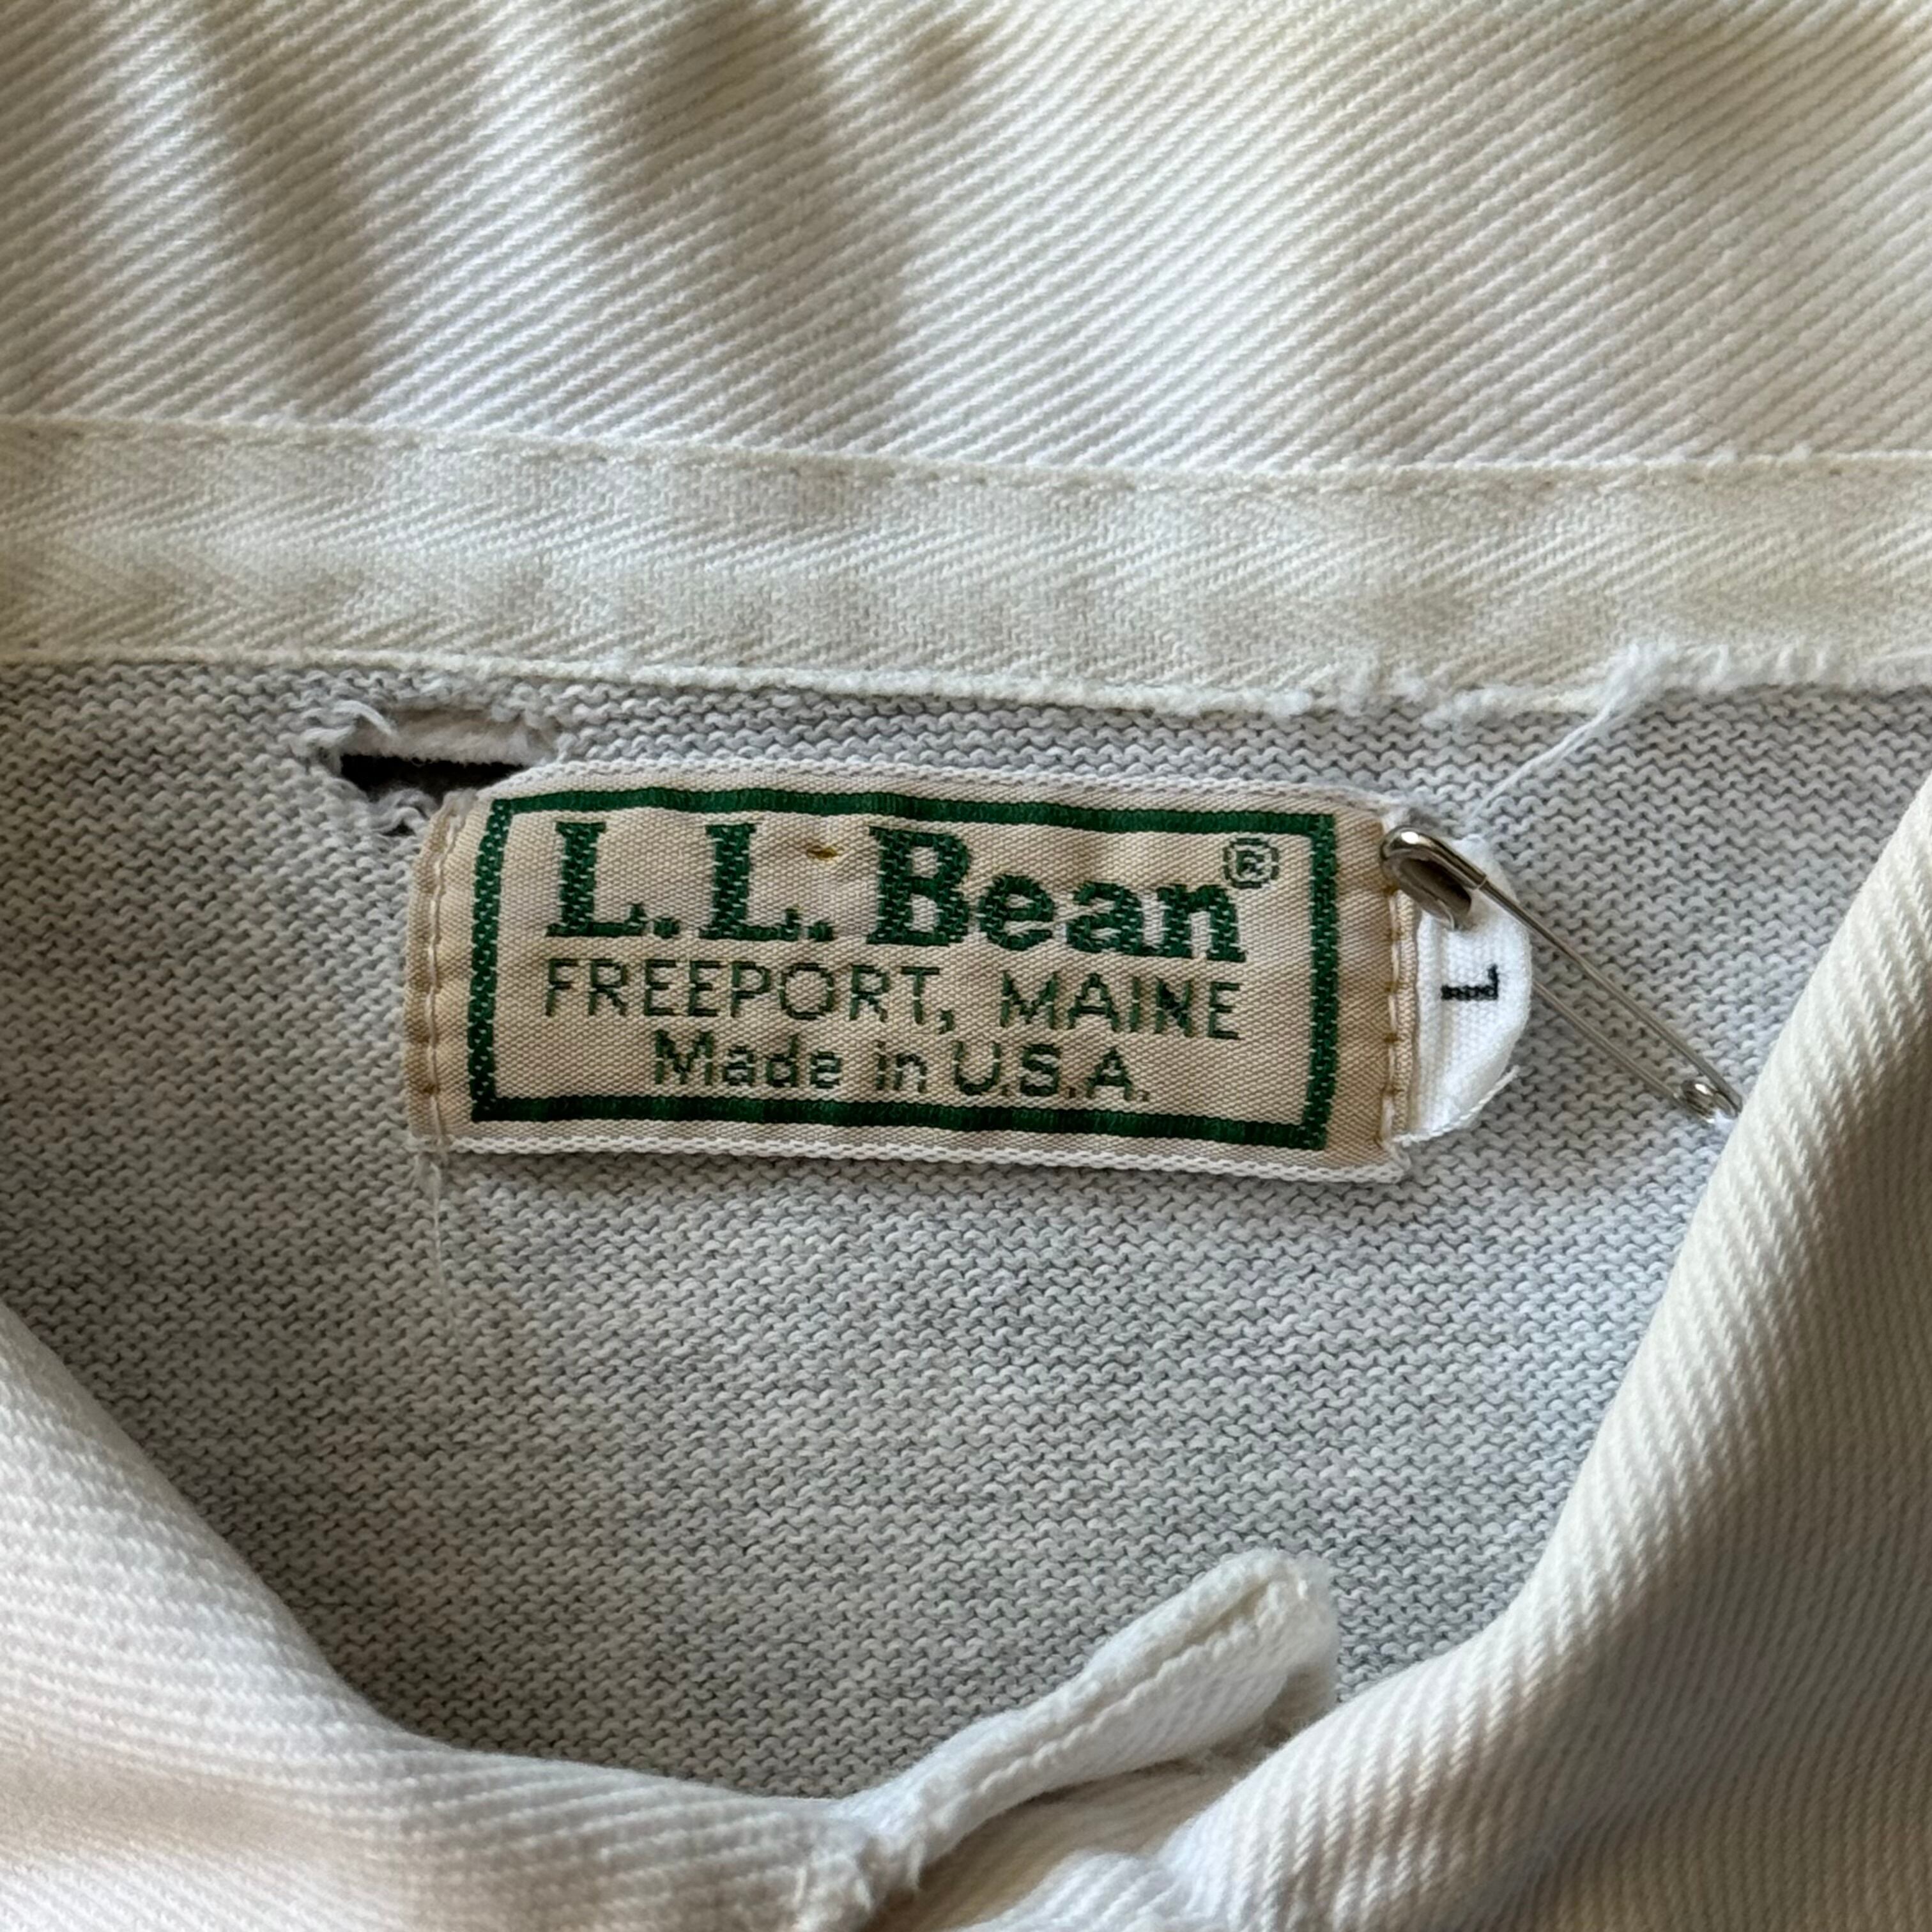 L.L.Bean®
FREEPORT, MAINE
Made in U.S.A.
L